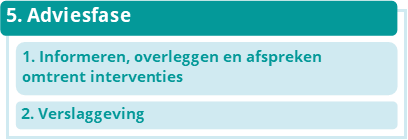 5. Adviesfase
1. Informeren, overleggen en afspreken
omtrent interventies
2. Verslaggeving